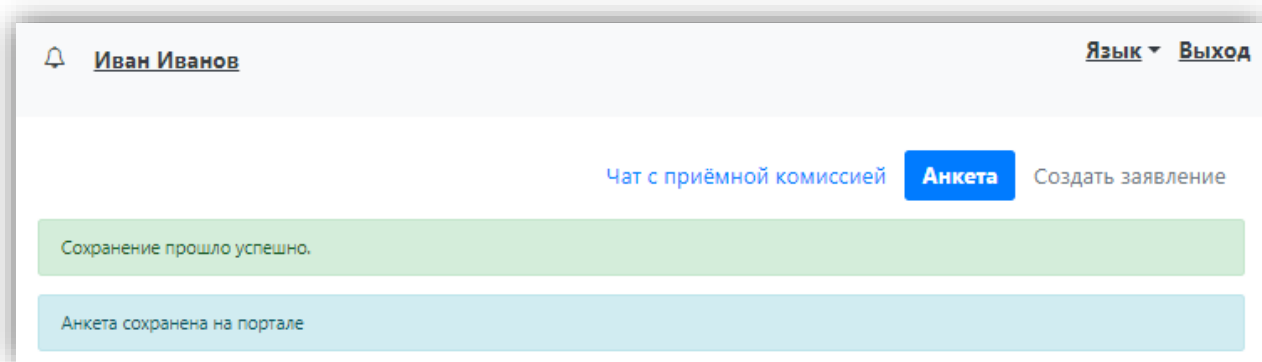 Иван Иванов Язык Выход
Чат с приёмной комиссией Анкета Создать заявление
Сохранение прошло успешно.
Анкета сохранена на портале